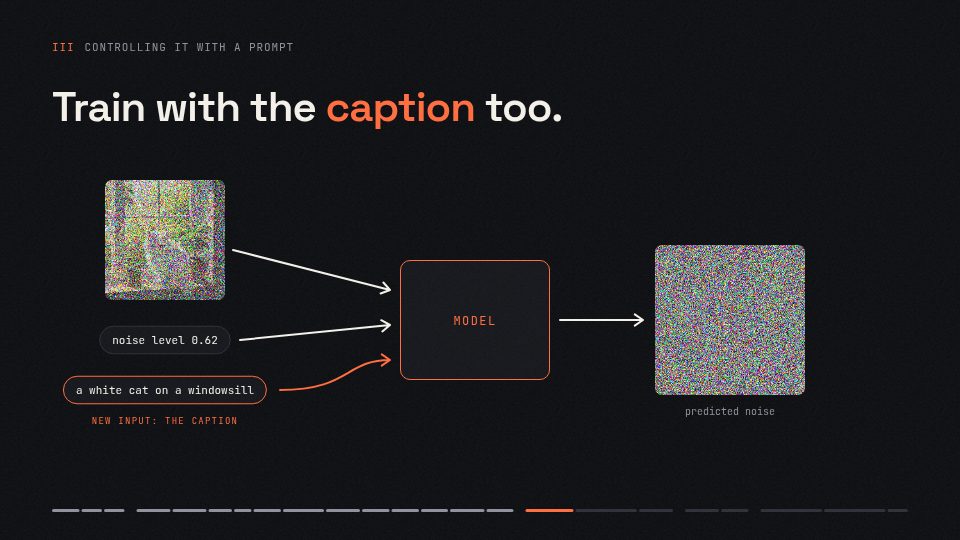 III CONTROLLING IT WITH A PROMPT
Train with the caption too.
noise level 0.62
a white cat on a windowsill
NEW INPUT: THE CAPTION
MODEL
predicted noise